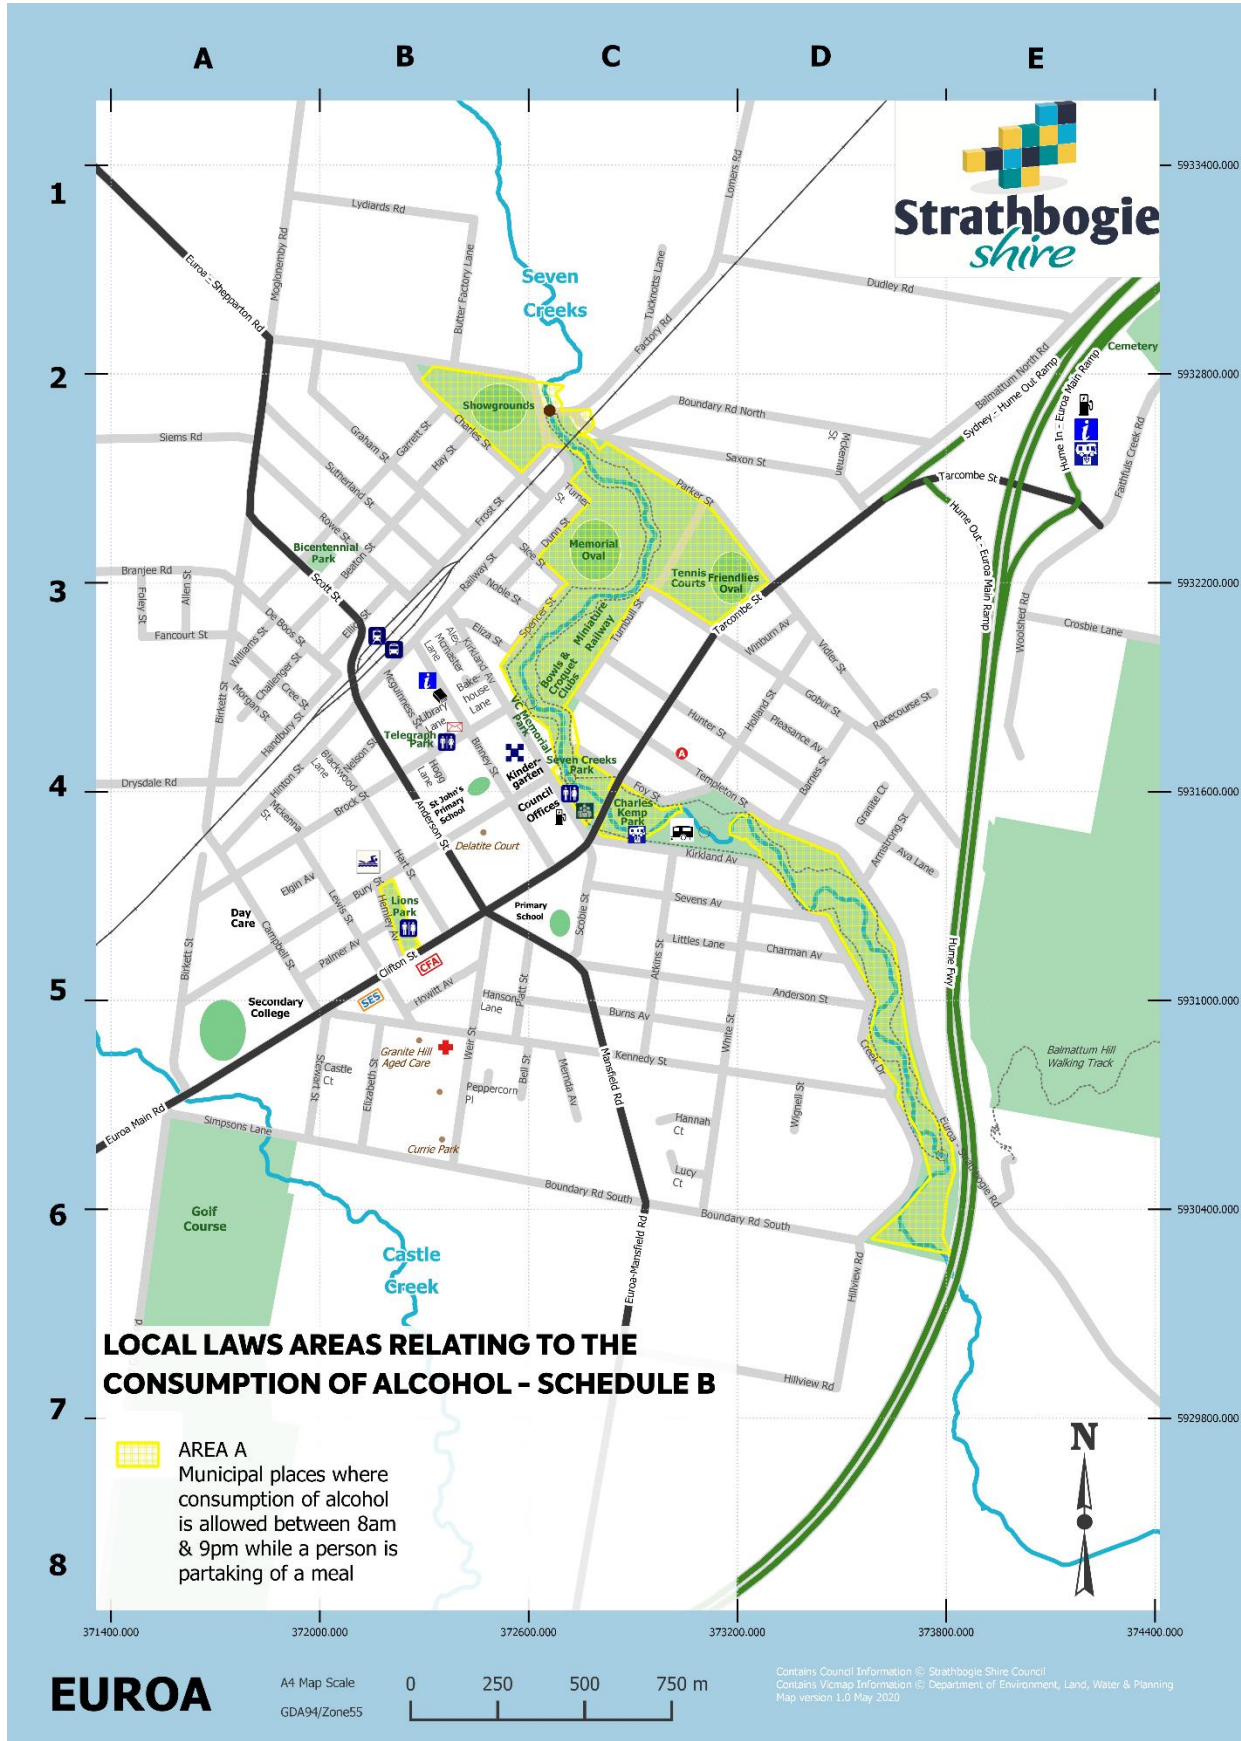 A
B
C
D
E
1
2
3
4
5
6
7
8
Strathbogie
shire
5933400.000
5932800.000
5932200.000
5931600.000
5931000.000
5930400.000
5929800.000
Lydiards Rd
Euroa - Shepparton Rd
Moglonemby Rd
Butter Factory Lane
Seven
Creeks
Tucknotts Lane
Factory Rd
Lomers Rd
Dudley Rd
Balmattum North Rd
Sydney - Hume Out Ramp
Hume In - Euroa Main Ramp
Cemetery
Faithfuls Creek Rd
Showgrounds
Charles St
Boundary Rd North
Mckernan
St
Saxon St
Siems Rd
Graham St
Garrett St
Hay St
Sutherland St
Frost St
Turner
St
Parker St
Tarcombe St
Hume Out - Euroa Main Ramp
Rowe St
Beaton St
Bicentennial
Park
Scott St
Slee St
Dunn St
Memorial
Oval
Railway St
Noble St
Tennis
Courts
Friendlies
Oval
Tarcombe St
Branjee Rd
Foley St
Allen St
Fancourt St
De Boos St
Williams St
Challenger St
Cree St
Morgan St
Handbury St
Birkett St
Elliot St
Spencer St
Miniature
Railway
Turnbull St
Winburn Av
Vidler St
Woolshed Rd
Crosbie Lane
Eliza St
Alex
Mcmaster
Lane
Kirkland Av
Bake-
house
Lane
Bowls &
Croquet
Clubs
Mcguinness St
Library
Lane
VC Memorial
Park
Telegraph
Park
Binney St
Hunter St
Holland St
Gobur St
Pleasance Av
Racecourse St
Drysdale Rd
Hinton St
Blackwood
Lane
Nelson St
Mckenna
St
Brock St
Hogg
Lane
Anderson St
St John's
Primary
School
Kinder-
garten
Council
Offices
Seven Creeks
Park
Foy St
Charles
Kemp
Park
A
Templeton St
Barnes St
Granite Ct
Armstrong St
Ava Lane
Delatite Court
Kirkland Av
Elgin Av
Bury St
Hart St
Lions
Park
Hemley Av
Lewis St
Day
Care
Campbell St
Palmer Av
Clifton St
CFA
SES
Howitt Av
Birkett St
Primary
School
Scobie St
Sevens Av
Littles Lane
Atkins St
Charman Av
Anderson St
Hume Fwy
Secondary
College
Hanson
Lane
Platt St
Burns Av
White St
Kennedy St
Granite Hill
Aged Care
Weir St
Bell St
Merinda Av
Mansfield Rd
Creek Dr
Balmattum Hill
Walking Track
Castle
Ct
Stewart St
Elizabeth St
Peppercorn
Pl
Wignell St
Euroa Main Rd
Simpsons Lane
Currie Park
Hannah
Ct
Lucy
Ct
Euroa - Strathbogie Rd
Golf
Course
Boundary Rd South
Boundary Rd South
Castle
Creek
Euroa-Mansfield Rd
Hillview Rd
Hillview Rd
LOCAL LAWS AREAS RELATING TO THE
CONSUMPTION OF ALCOHOL - SCHEDULE B
AREA A
Municipal places where
consumption of alcohol
is allowed between 8am
& 9pm while a person is
partaking of a meal
N
371400.000
372000.000
372600.000
373200.000
373800.000
374400.000
EUROA
A4 Map Scale
GDA94/Zone55
0
250
500
750 m
Contains Council Information © Strathbogie Shire Council
Contains Vicmap Information © Department of Environment, Land, Water & Planning
Map version 1.0 May 2020